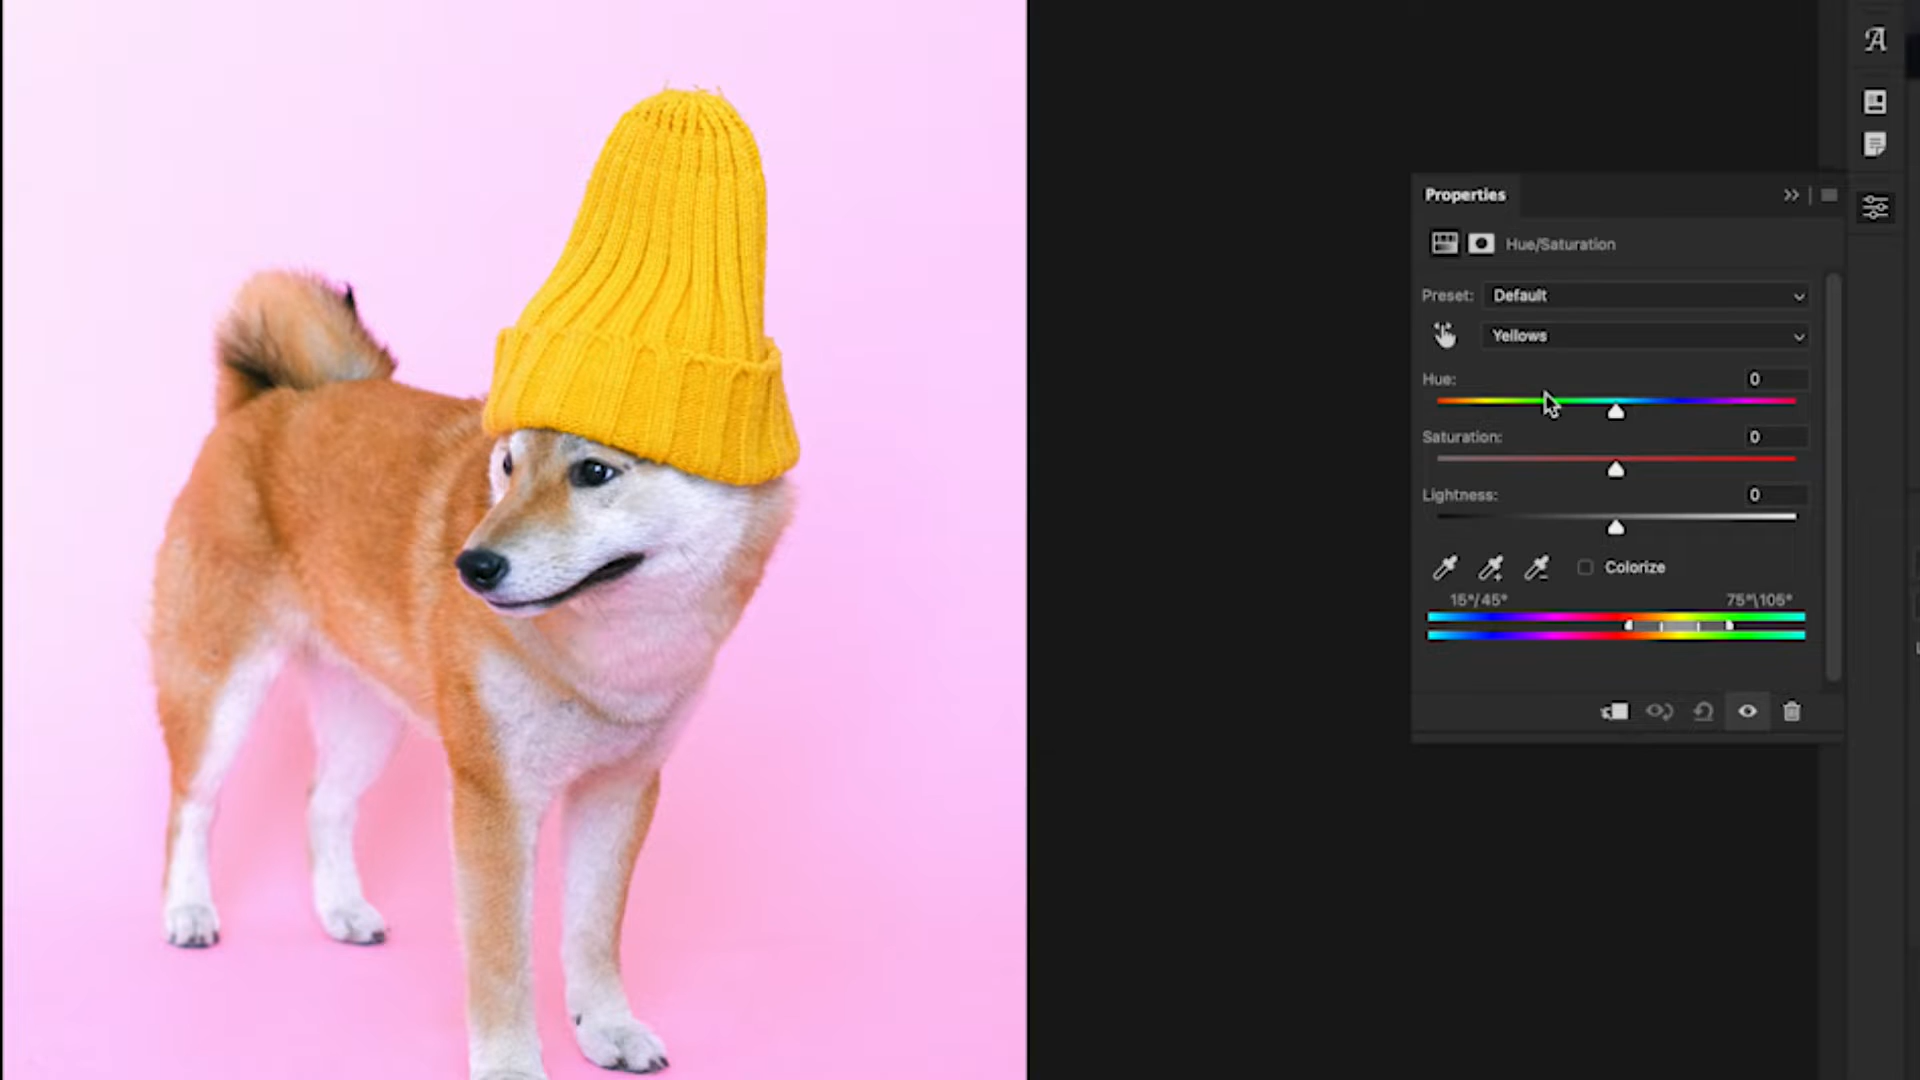 Properties
Hue/Saturation
Preset: Default
Yellows
Hue: 0
Saturation: 0
Lightness: 0
Colorize
15°/45° 75°\105°